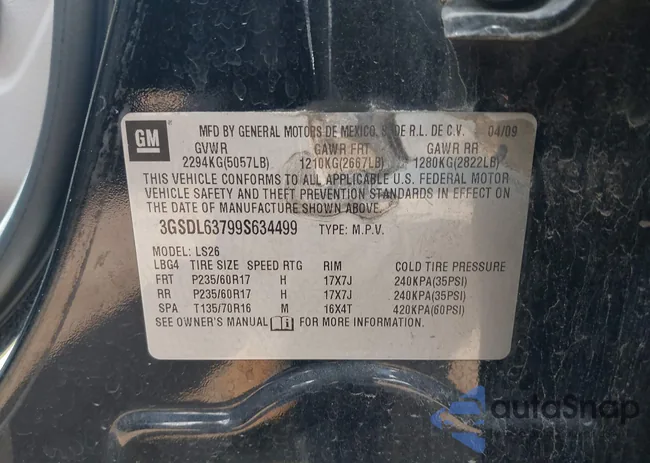 GM
MFD BY GENERAL MOTORS DE MEXICO, S. DE R.L. DE C.V. 04/09
GVWR GAWR FRT GAWR RR
2294KG(5057LB) 1210KG(2667LB) 1280KG(2822LB)
THIS VEHICLE CONFORMS TO ALL APPLICABLE U.S. FEDERAL MOTOR
VEHICLE SAFETY AND THEFT PREVENTION STANDARDS IN EFFECT ON
THE DATE OF MANUFACTURE SHOWN ABOVE.
3GSDL63799S634499 TYPE: M.P.V.
MODEL: LS26
LBG4 TIRE SIZE SPEED RTG RIM COLD TIRE PRESSURE
FRT P235/60R17 H 17X7J 240KPA(35PSI)
RR P235/60R17 H 17X7J 240KPA(35PSI)
SPA T135/70R16 M 16X4T 420KPA(60PSI)
SEE OWNER'S MANUAL FOR MORE INFORMATION.
autoSnap